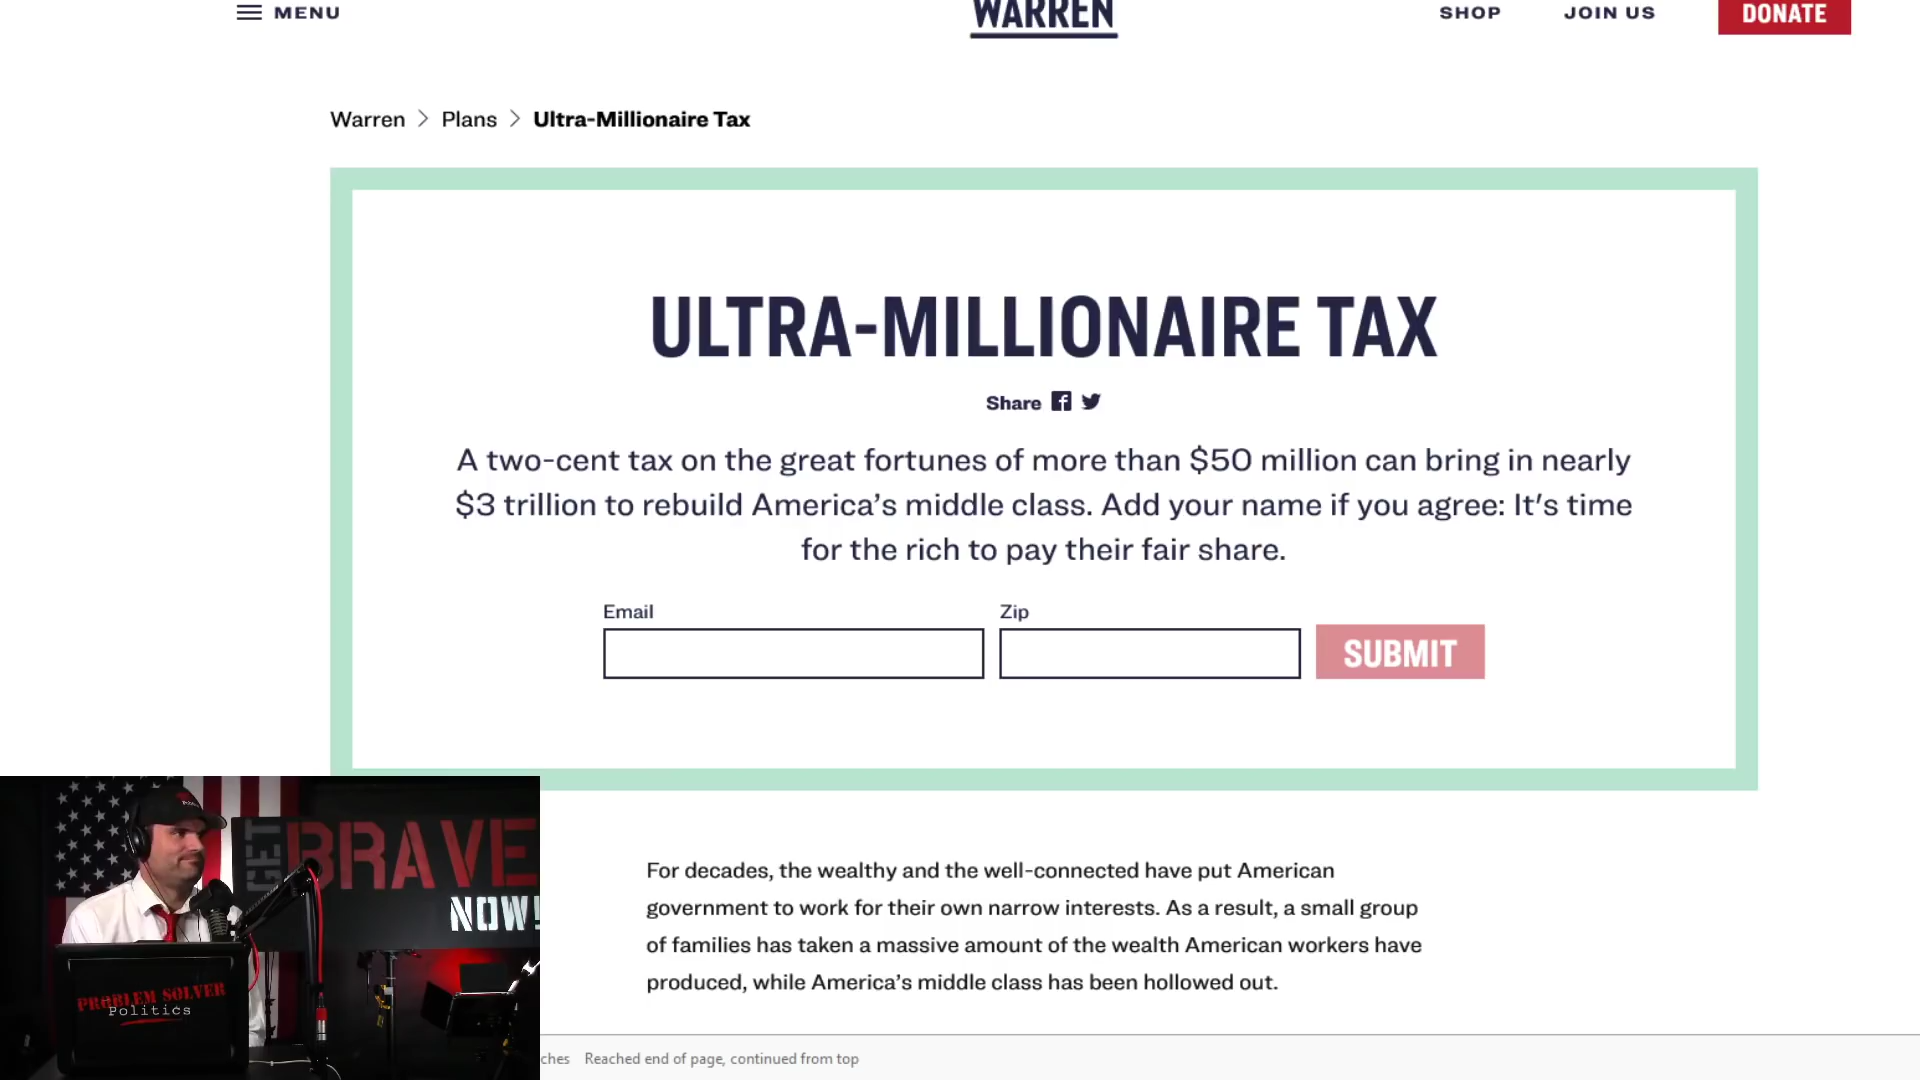 MENU
WARREN
SHOP
JOIN US
DONATE
Warren > Plans > Ultra-Millionaire Tax
ULTRA-MILLIONAIRE TAX
Share
A two-cent tax on the great fortunes of more than $50 million can bring in nearly
$3 trillion to rebuild America’s middle class. Add your name if you agree: It's time
for the rich to pay their fair share.
Email
Zip
SUBMIT
For decades, the wealthy and the well-connected have put American
government to work for their own narrow interests. As a result, a small group
of families has taken a massive amount of the wealth American workers have
produced, while America’s middle class has been hollowed out.
GET
BRAVE
NOW!
PROBLEM SOLVER
Politics
ches Reached end of page, continued from top